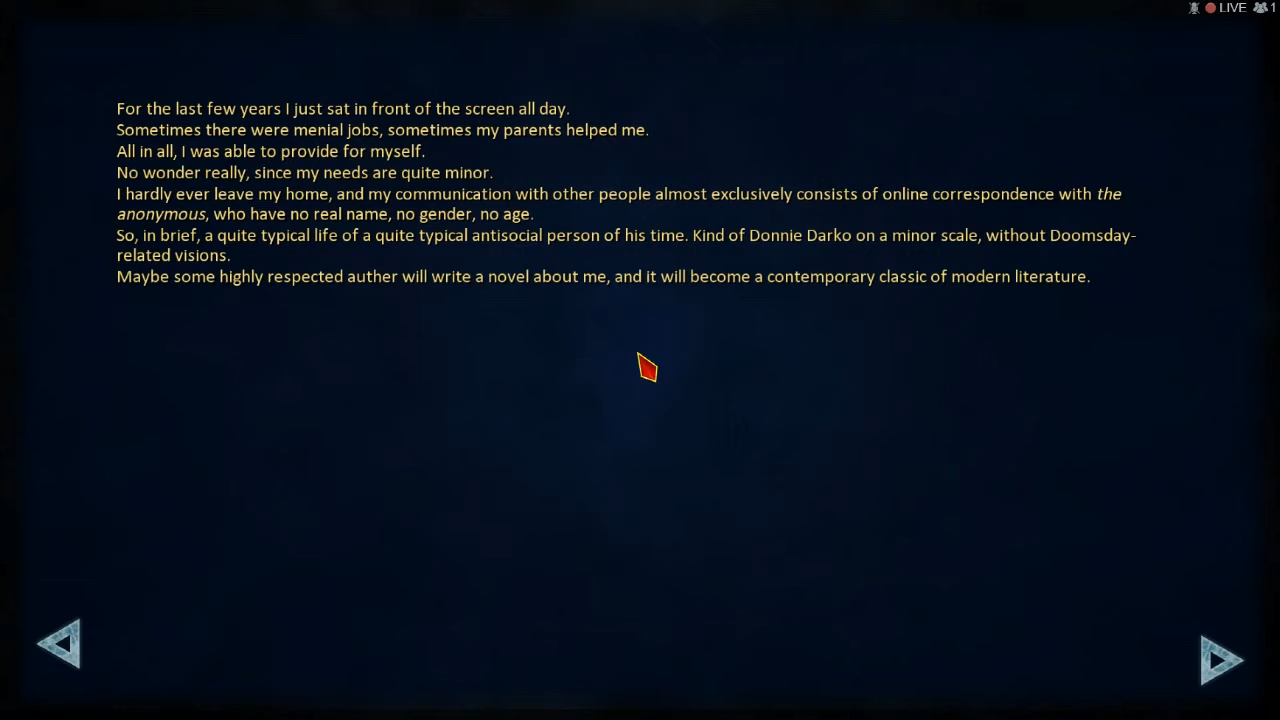 LIVE 1
For the last few years I just sat in front of the screen all day.
Sometimes there were menial jobs, sometimes my parents helped me.
All in all, I was able to provide for myself.
No wonder really, since my needs are quite minor.
I hardly ever leave my home, and my communication with other people almost exclusively consists of online correspondence with the
anonymous, who have no real name, no gender, no age.
So, in brief, a quite typical life of a quite typical antisocial person of his time. Kind of Donnie Darko on a minor scale, without Doomsday-
related visions.
Maybe some highly respected auther will write a novel about me, and it will become a contemporary classic of modern literature.